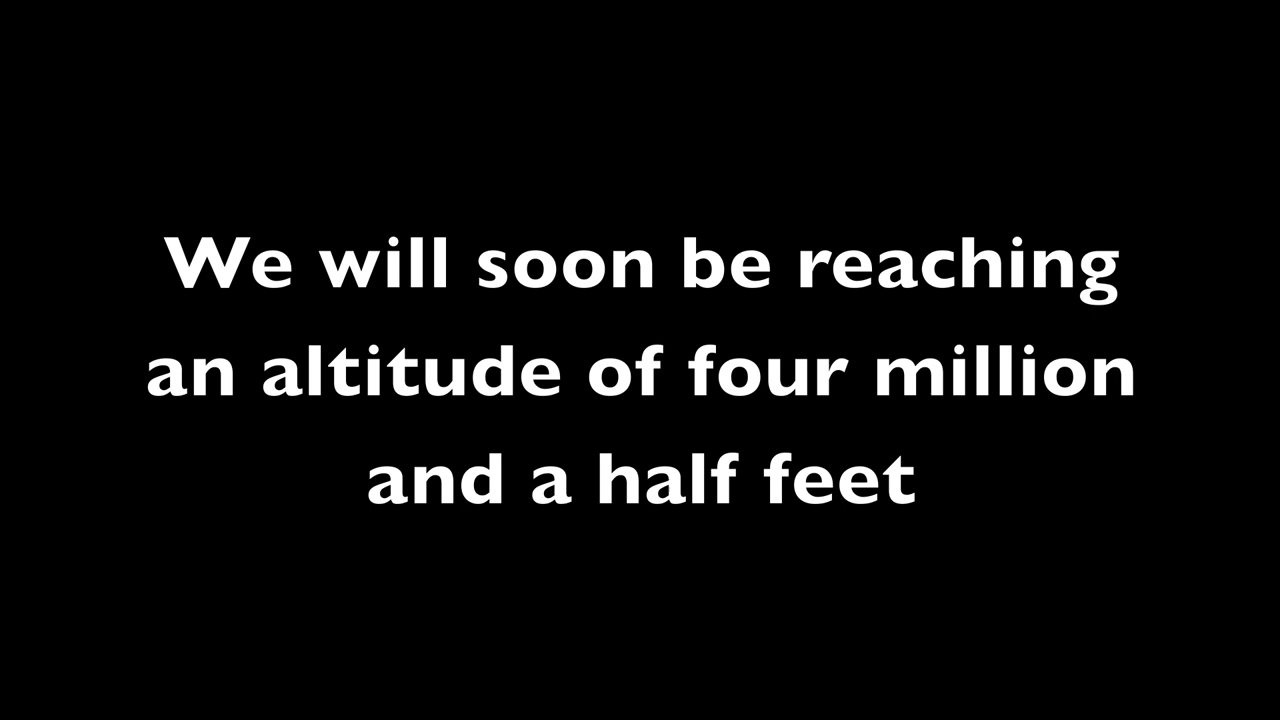 We will soon be reaching
an altitude of four million
and a half feet